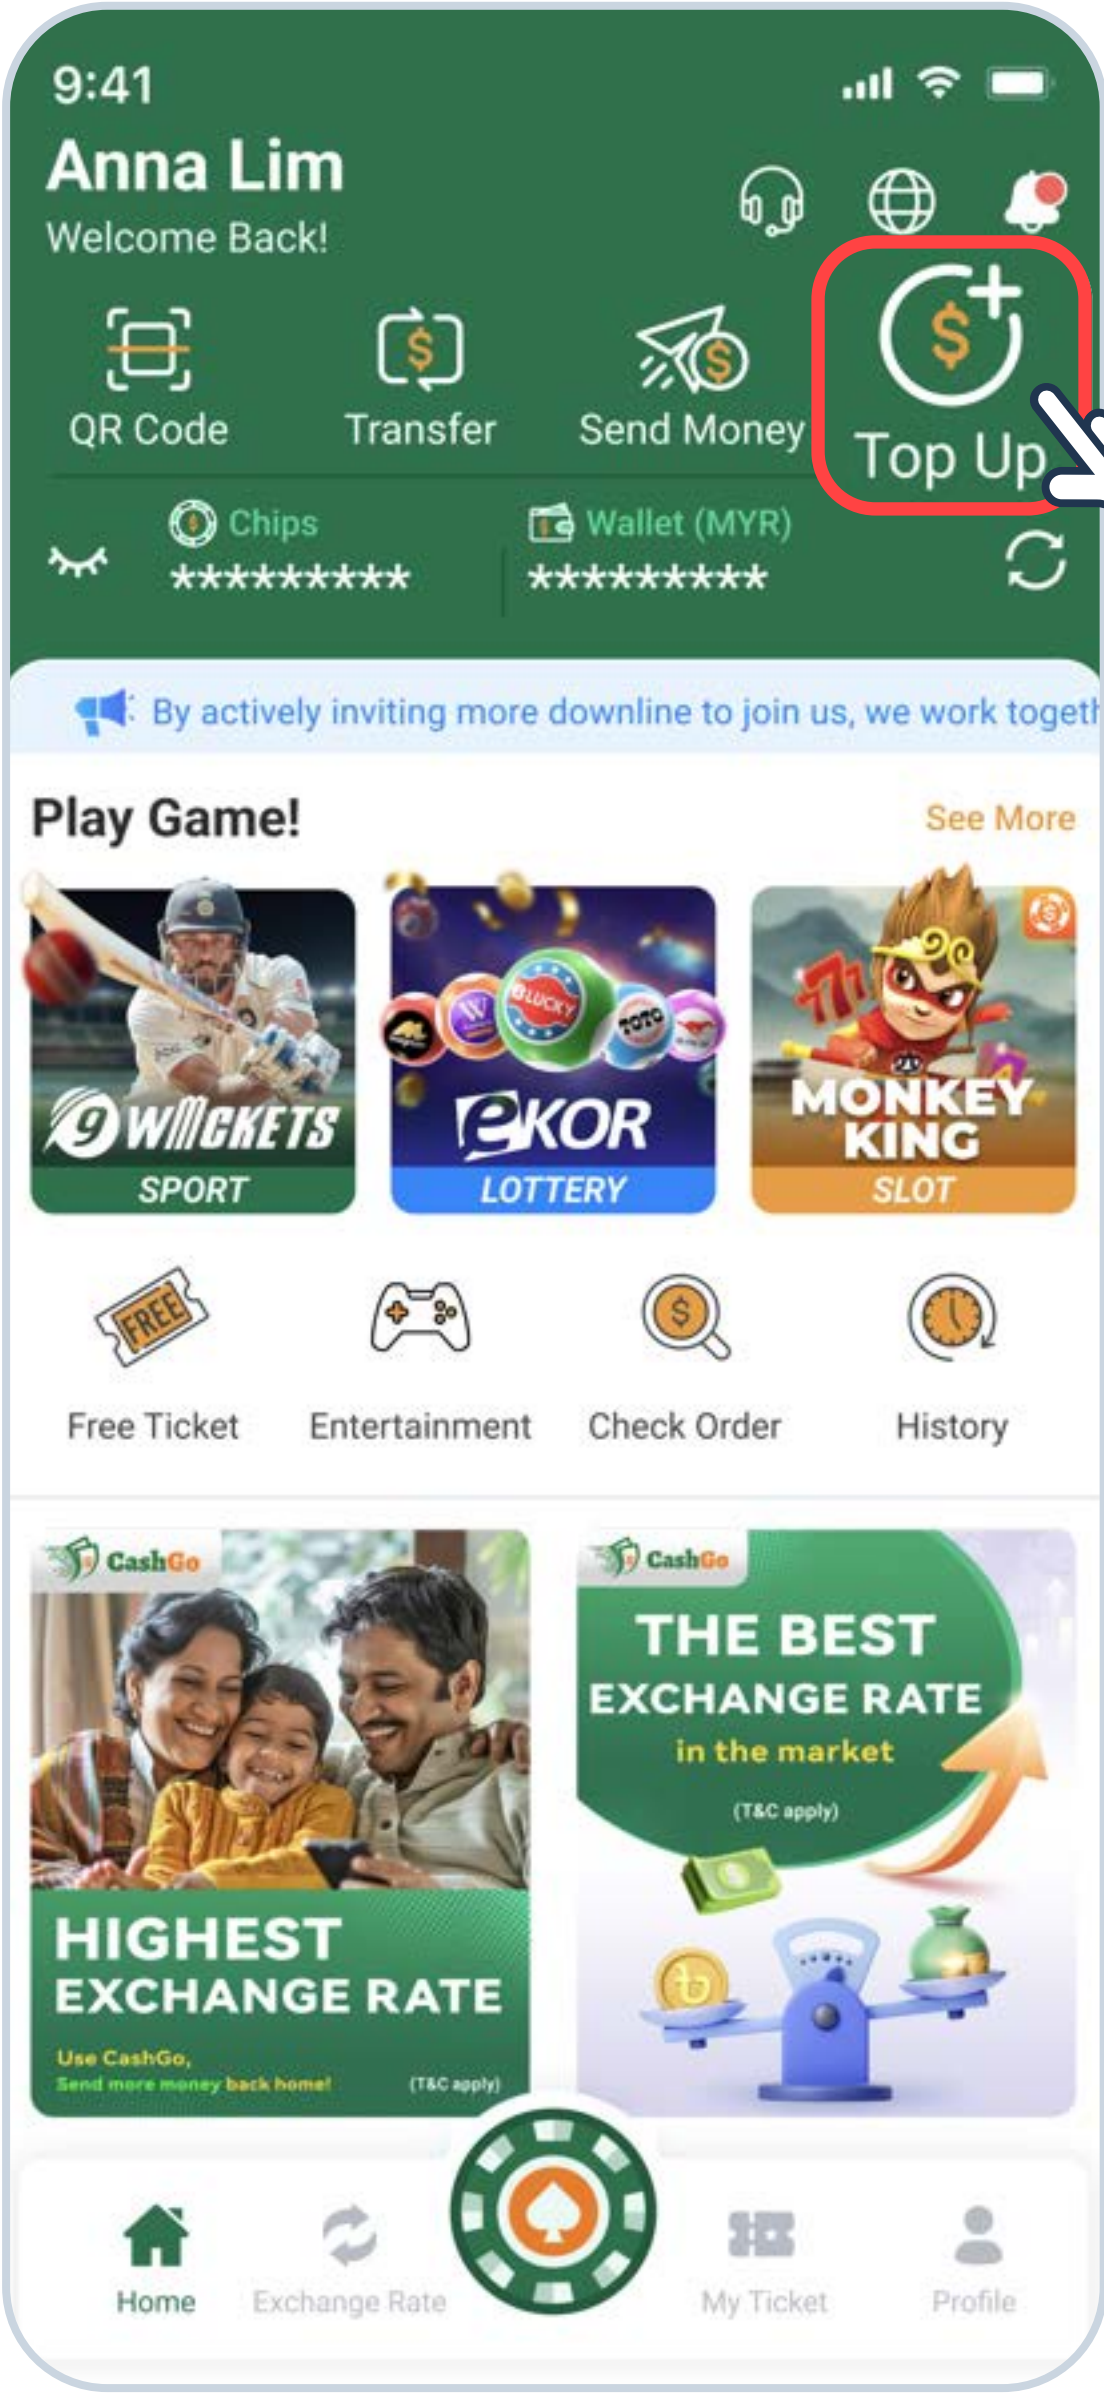 9:41
Anna Lim
Welcome Back!
QR Code
Transfer
Send Money
Top Up
Chips
Wallet (MYR)
*********
*********
By actively inviting more downline to join us, we work togeth
Play Game!
See More
9WICKETS
SPORT
8LUCKY
TOTO
eKOR
LOTTERY
777
MONKEY
KING
SLOT
FREE
Free Ticket
Entertainment
Check Order
History
CashGo
HIGHEST
EXCHANGE RATE
Use CashGo,
Send more money back home!
(T&C apply)
CashGo
THE BEST
EXCHANGE RATE
in the market
(T&C apply)
Home
Exchange Rate
My Ticket
Profile